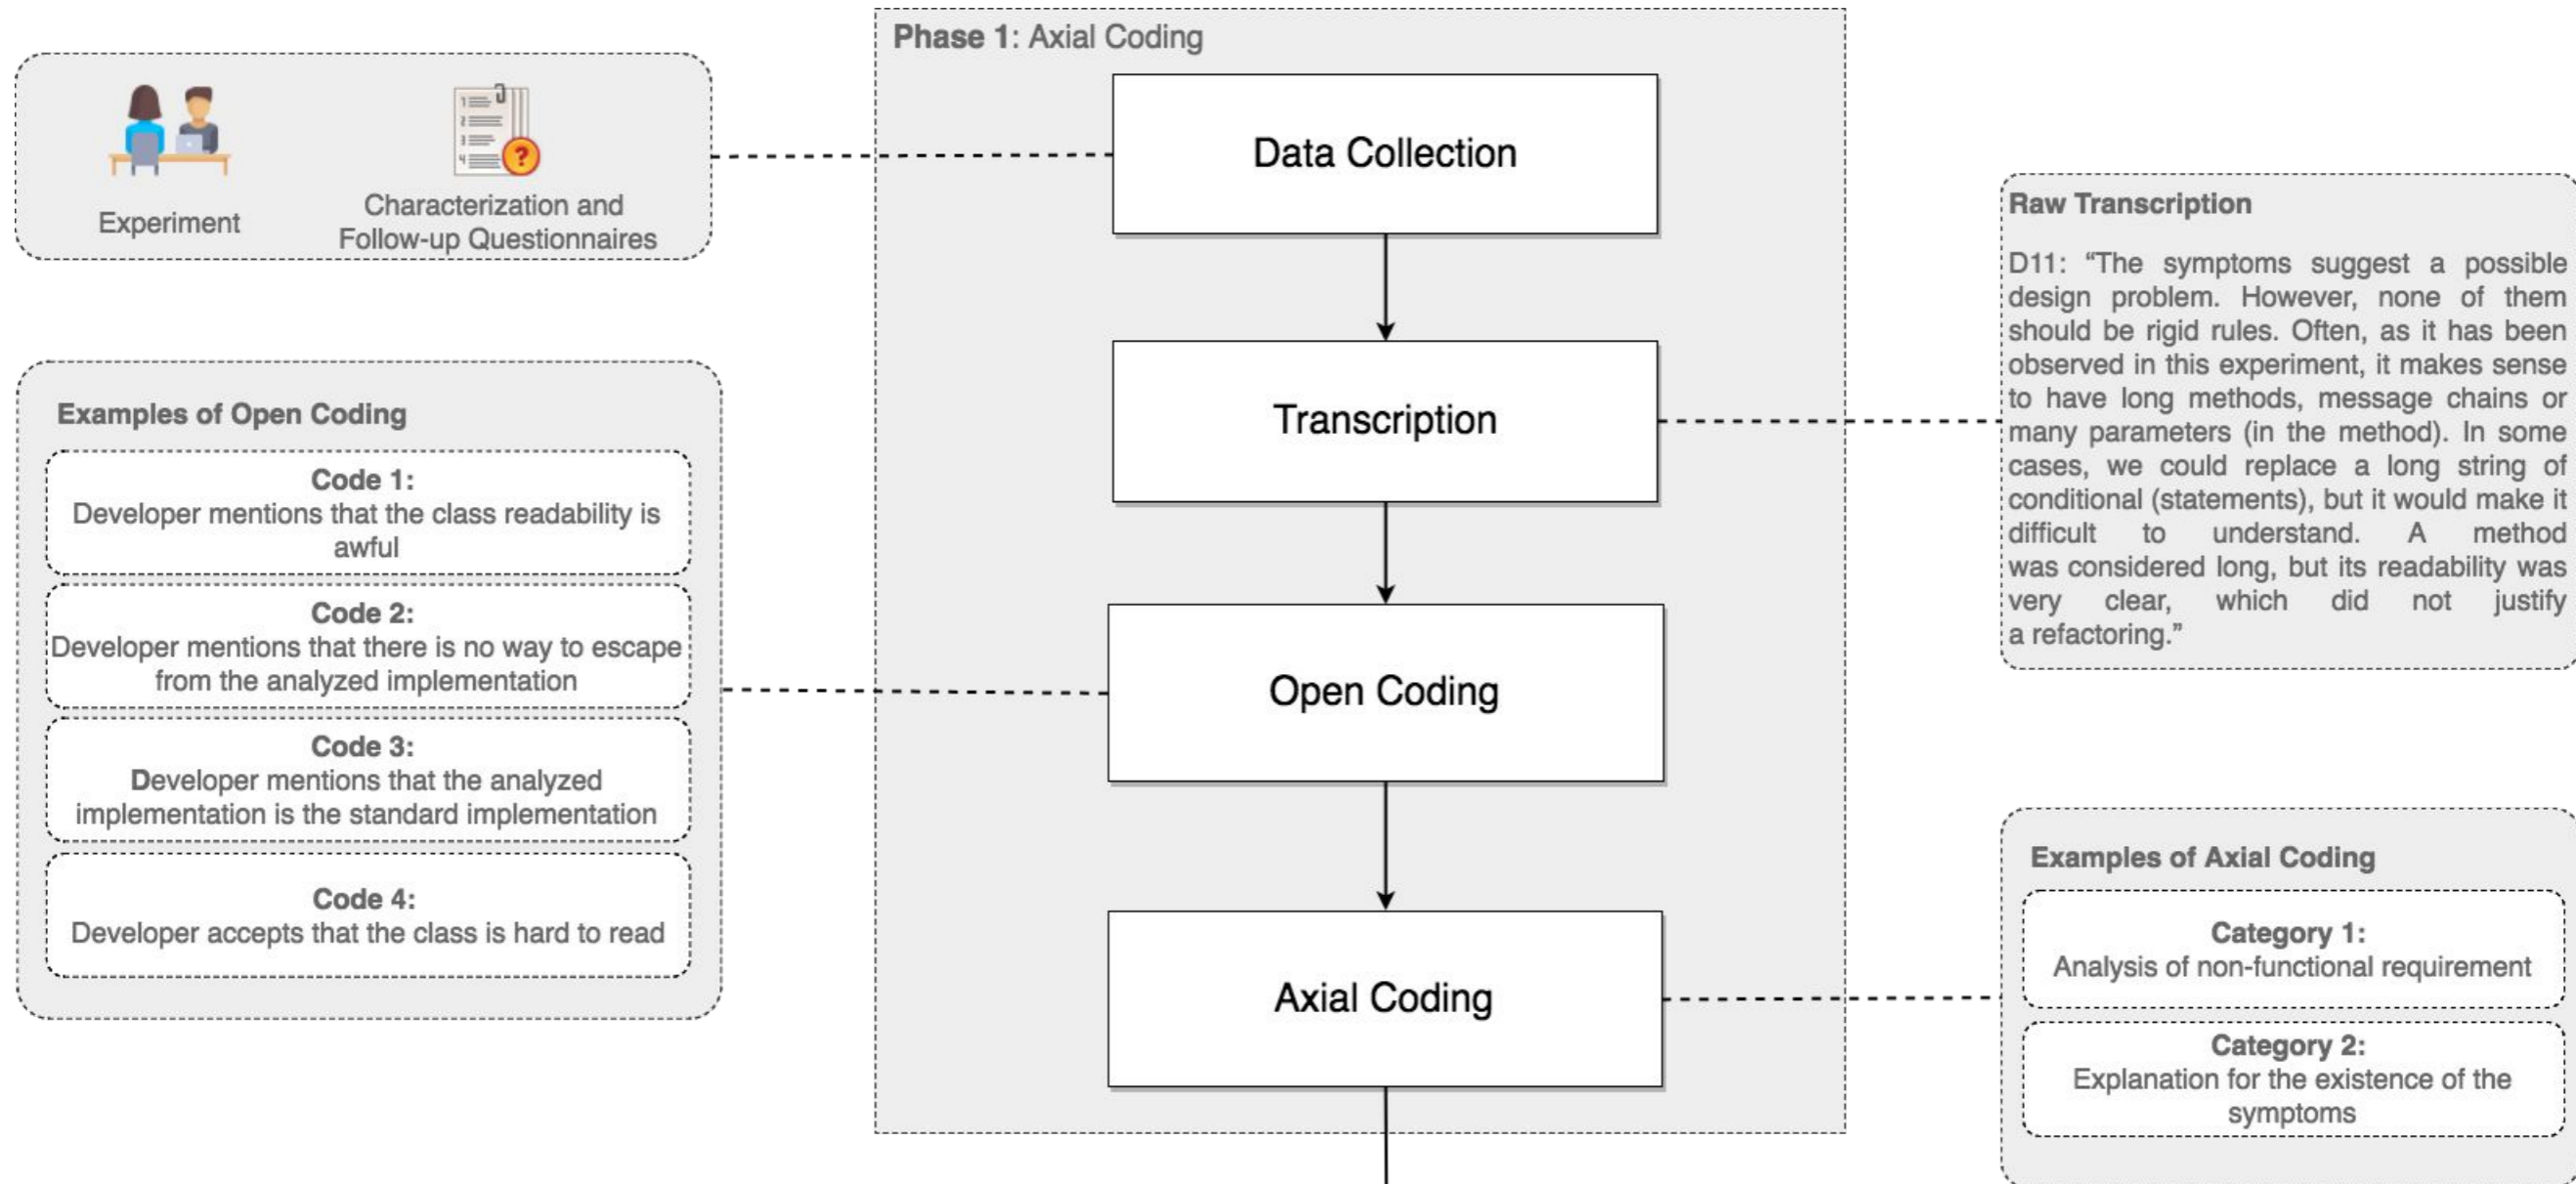 Phase 1: Axial Coding
Experiment
Characterization and
Follow-up Questionnaires
Data Collection
Transcription
Raw Transcription
D11: “The symptoms suggest a possible
design problem. However, none of them
should be rigid rules. Often, as it has been
observed in this experiment, it makes sense
to have long methods, message chains or
many parameters (in the method). In some
cases, we could replace a long string of
conditional (statements), but it would make it
difficult to understand. A method
was considered long, but its readability was
very clear, which did not justify
a refactoring.”
Examples of Open Coding
Code 1:
Developer mentions that the class readability is
awful
Code 2:
Developer mentions that there is no way to escape
from the analyzed implementation
Code 3:
Developer mentions that the analyzed
implementation is the standard implementation
Code 4:
Developer accepts that the class is hard to read
Open Coding
Axial Coding
Examples of Axial Coding
Category 1:
Analysis of non-functional requirement
Category 2:
Explanation for the existence of the
symptoms
1
2
3
4
?